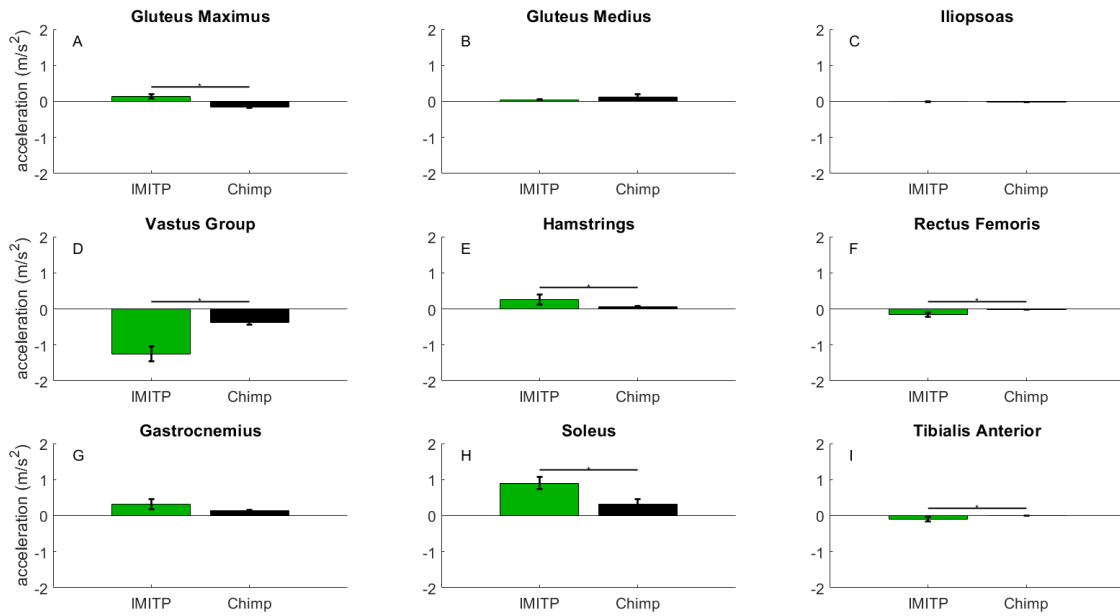 Gluteus Maximus
Gluteus Medius
Iliopsoas
A
B
C
acceleration (m/s²)
2
1
0
-1
-2
2
1
0
-1
-2
2
1
0
-1
-2
*
IMITP
Chimp
IMITP
Chimp
IMITP
Chimp
Vastus Group
Hamstrings
Rectus Femoris
D
E
F
acceleration (m/s²)
2
1
0
-1
-2
2
1
0
-1
-2
2
1
0
-1
-2
*
*
*
IMITP
Chimp
IMITP
Chimp
IMITP
Chimp
Gastrocnemius
Soleus
Tibialis Anterior
G
H
I
acceleration (m/s²)
2
1
0
-1
-2
2
1
0
-1
-2
2
1
0
-1
-2
*
*
IMITP
Chimp
IMITP
Chimp
IMITP
Chimp